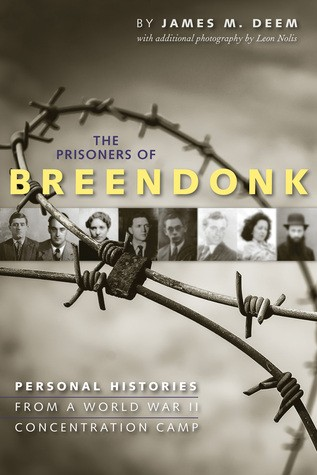 BY JAMES M. DEEM
with additional photography by Leon Nolis
THE
PRISONERS OF
BREENDONK
PERSONAL HISTORIES
FROM A WORLD WAR II
CONCENTRATION CAMP